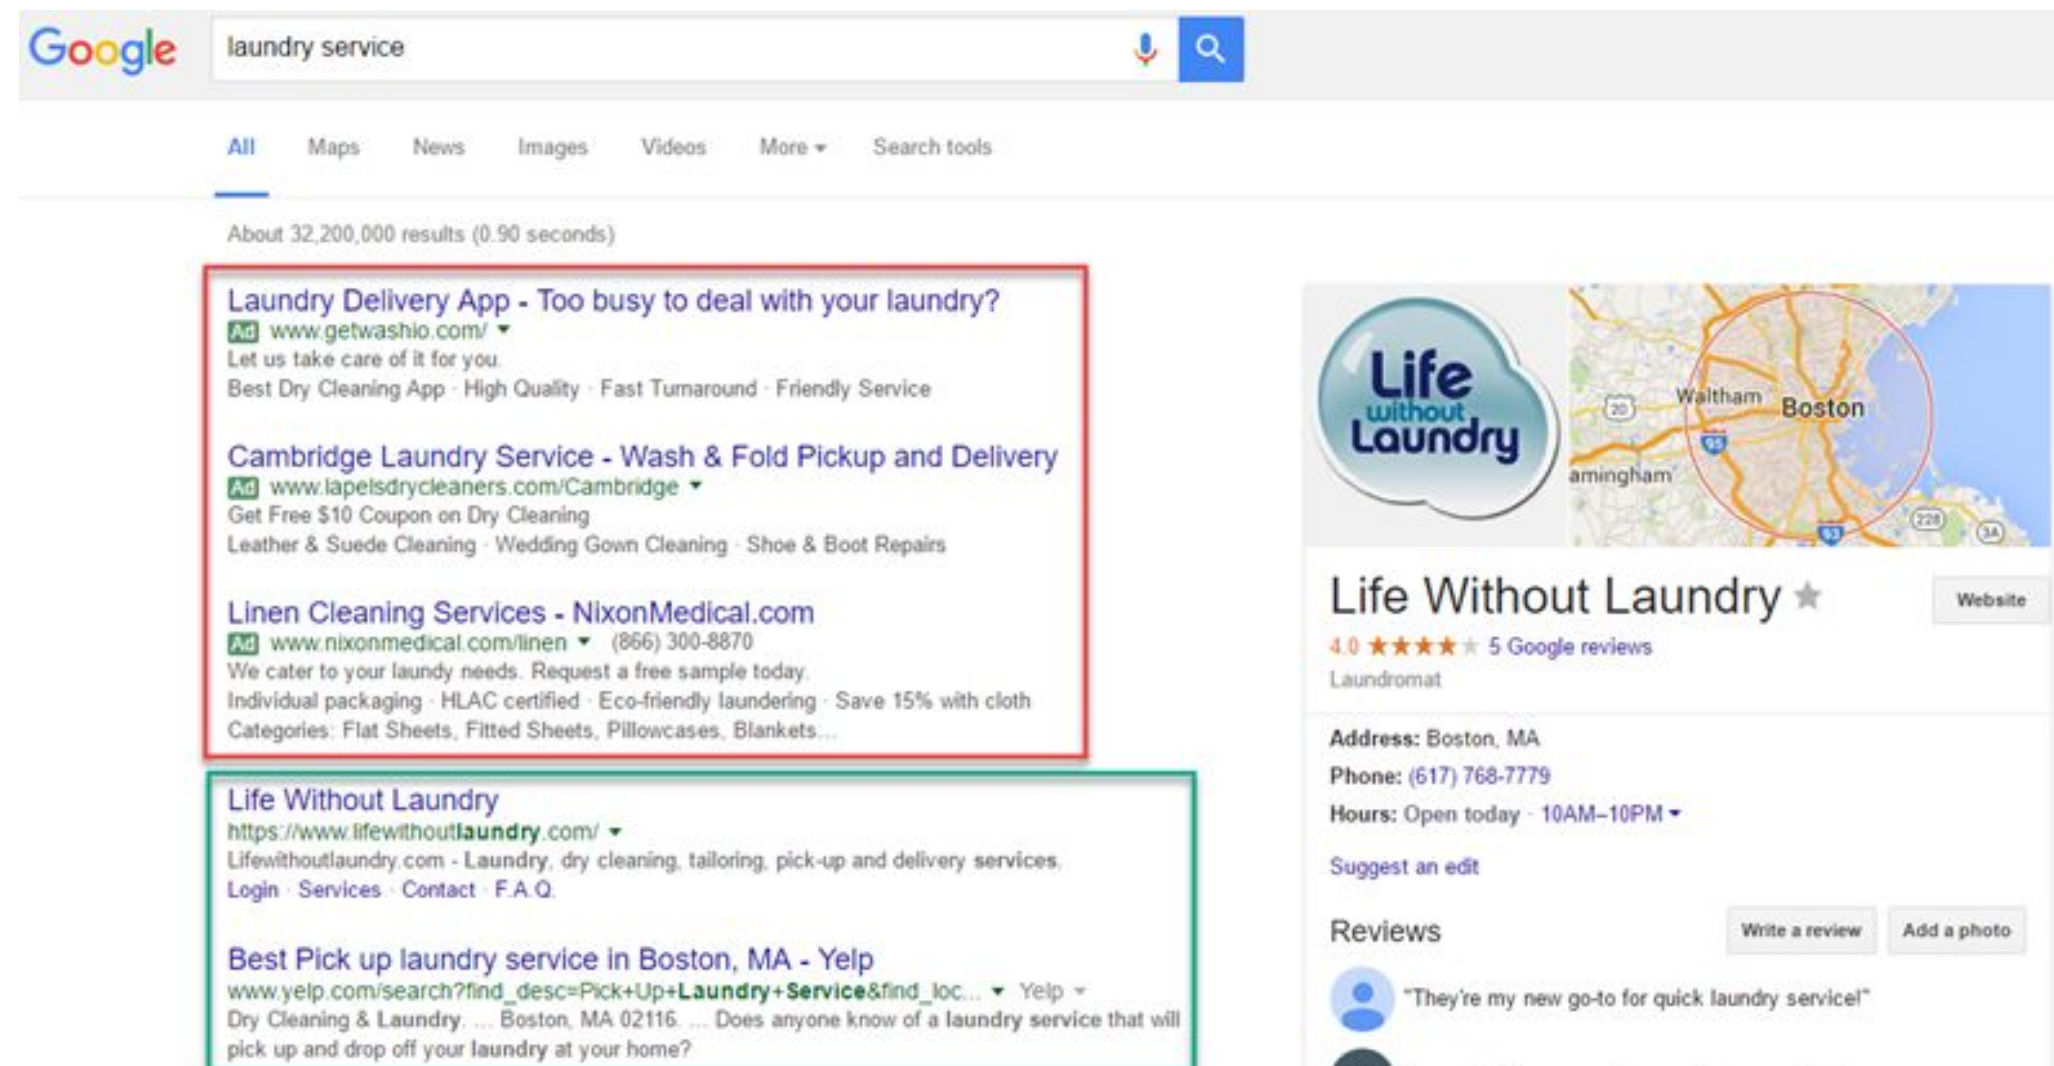 Google
laundry service
All Maps News Images Videos More Search tools
About 32,200,000 results (0.90 seconds)
Laundry Delivery App - Too busy to deal with your laundry?
Ad www.getwashio.com/
Let us take care of it for you.
Best Dry Cleaning App · High Quality · Fast Turnaround · Friendly Service
Cambridge Laundry Service - Wash & Fold Pickup and Delivery
Ad www.lapelsdrycleaners.com/Cambridge
Get Free $10 Coupon on Dry Cleaning
Leather & Suede Cleaning · Wedding Gown Cleaning · Shoe & Boot Repairs
Linen Cleaning Services - NixonMedical.com
Ad www.nixonmedical.com/linen (866) 300-8870
We cater to your laundy needs. Request a free sample today.
Individual packaging · HLAC certified · Eco-friendly laundering · Save 15% with cloth
Categories: Flat Sheets, Fitted Sheets, Pillowcases, Blankets...
Life Without Laundry
https://www.lifewithoutlaundry.com/
Lifewithoutlaundry.com - Laundry, dry cleaning, tailoring, pick-up and delivery services.
Login · Services · Contact · F.A.Q.
Best Pick up laundry service in Boston, MA - Yelp
www.yelp.com/search?find_desc=Pick+Up+Laundry+Service&find_loc... Yelp
Dry Cleaning & Laundry. ... Boston, MA 02116. ... Does anyone know of a laundry service that will
pick up and drop off your laundry at your home?
Life
without
Laundry
Waltham
Boston
20
95
amingham
228
93
3A
Life Without Laundry
Website
4.0 5 Google reviews
Laundromat
Address: Boston, MA
Phone: (617) 768-7779
Hours: Open today · 10AM–10PM
Suggest an edit
Reviews
Write a review
Add a photo
"They're my new go-to for quick laundry service!"